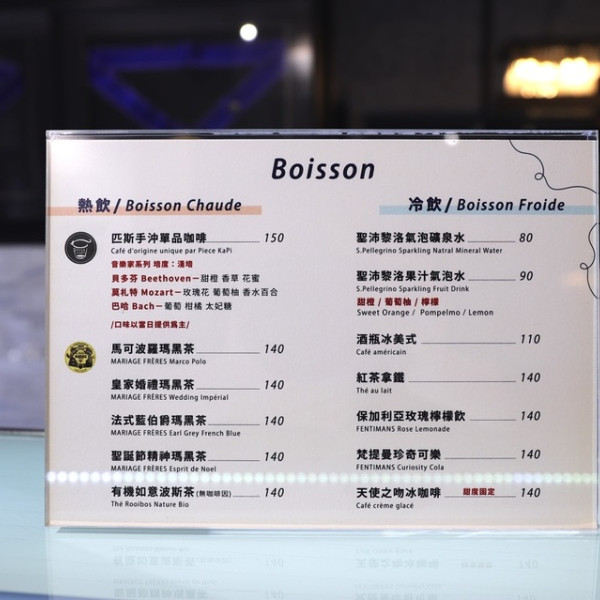 Boisson
熱飲 / Boisson Chaude
匹斯手沖單品咖啡 150
Café d'origine unique par Piece KaPi
音樂家系列 焙度：淺焙
貝多芬 Beethoven－甜橙 香草 花蜜
莫札特 Mozart－玫瑰花 葡萄柚 香水百合
巴哈 Bach－葡萄 柑橘 太妃糖
/口味以當日提供為主/
馬可波羅瑪黑茶 140
MARIAGE FRÈRES Marco Polo
皇家婚禮瑪黑茶 140
MARIAGE FRÈRES Wedding Impérial
法式藍伯爵瑪黑茶 140
MARIAGE FRÈRES Earl Grey French Blue
聖誕節精神瑪黑茶 140
MARIAGE FRÈRES Esprit de Noel
有機如意波斯茶(無咖啡因) 140
Thé Rooibos Nature Bio
冷飲 / Boisson Froide
聖沛黎洛氣泡礦泉水 80
S.Pellegrino Sparkling Natral Mineral Water
聖沛黎洛果汁氣泡水 90
S.Pellegrino Sparkling Fruit Drink
甜橙 / 葡萄柚 / 檸檬
Sweet Orange / Pompelmo / Lemon
酒瓶冰美式 110
Café américain
紅茶拿鐵 140
Thé au lait
保加利亞玫瑰檸檬飲 140
FENTIMANS Rose Lemonade
梵提曼珍奇可樂 140
FENTIMANS Curiosity Cola
天使之吻冰咖啡 甜度固定 140
Café crème glacé